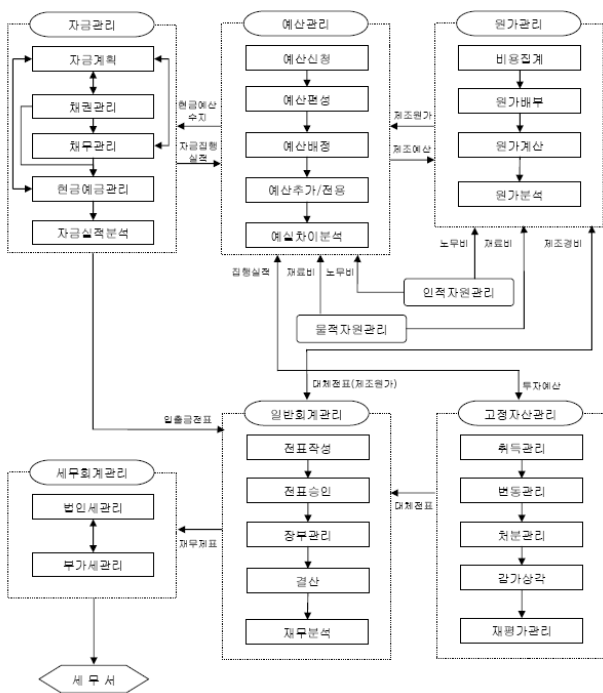 자금관리
자금계획
채권관리
채무관리
현금예금관리
자금실적분석
현금예산
수지
자금집행
실적
예산관리
예산신청
예산편성
예산배정
예산추가/전용
예실차이분석
제조원가
제조예산
원가관리
비용집계
원가배부
원가계산
원가분석
집행실적
재료비
노무비
노무비
재료비
제조경비
인적자원관리
물적자원관리
대체전표(제조원가)
투자예산
입출금전표
일반회계관리
전표작성
전표승인
장부관리
결산
재무분석
고정자산관리
취득관리
변동관리
처분관리
감가상각
재평가관리
대체전표
세무회계관리
법인세관리
부가세관리
재무제표
세 무 서